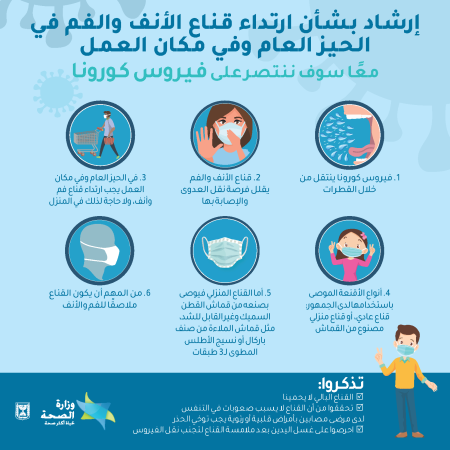 إرشاد بشأن ارتداء قناع الأنف والفم في
الحيز العام وفي مكان العمل
معًا سوف ننتصر على فيروس كورونا
1. فيروس كورونا ينتقل من
خلال القطرات
2. قناع الأنف والفم
يقلل فرصة نقل العدوى
والإصابة بها
3. في الحيز العام وفي مكان
العمل يجب ارتداء قناع فم
وأنف، ولا حاجة لذلك في المنزل
4. أنواع الأقنعة الموصى
باستخدامها لدى الجمهور:
قناع عادي، أو قناع منزلي
مصنوع من القماش
5. أما القناع المنزلي فيوصى
بصنعه من قماش القطن
السميك وغير القابل للشد،
مثل قماش الملاءة من صنف
باركال أو نسيج الأطلس
المطوي لـ3 طبقات
6. من المهم أن يكون القناع
ملاصقًا للفم والأنف
تذكروا:
القناع البالي لا يحمينا
تحققوا من أن القناع لا يسبب صعوبات في التنفس
لدى مرضى مصابين بأمراض قلبية أو رئوية يجب توخي الحذر
احرصوا على غسل اليدين بعد ملامسة القناع لتجنب نقل الفيروس
وزارة
الصحة
لحياة أكثر صحة